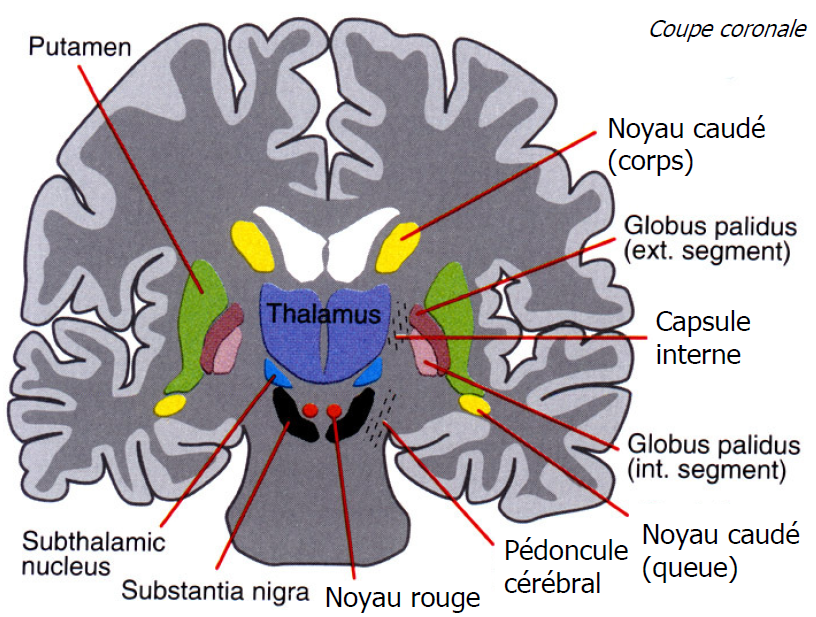 Coupe coronale
Putamen
Noyau caudé
(corps)
Globus palidus
(ext. segment)
Thalamus
Capsule
interne
Globus palidus
(int. segment)
Subthalamic
nucleus
Substantia nigra
Noyau rouge
Pédoncule
cérébral
Noyau caudé
(queue)